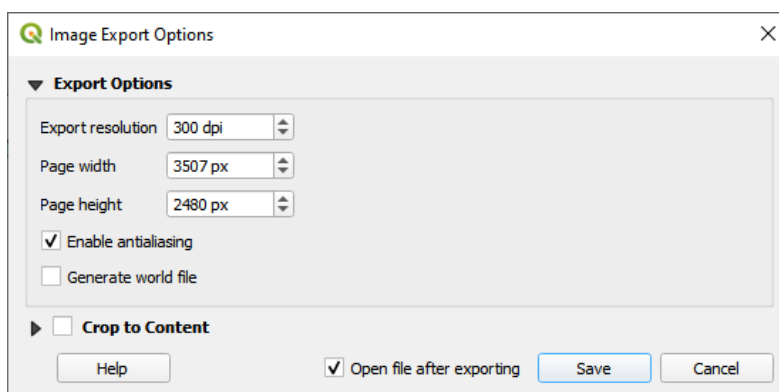 Image Export Options
Export Options
Export resolution 300 dpi
Page width 3507 px
Page height 2480 px
Enable antialiasing
Generate world file
Crop to Content
Help Open file after exporting Save Cancel